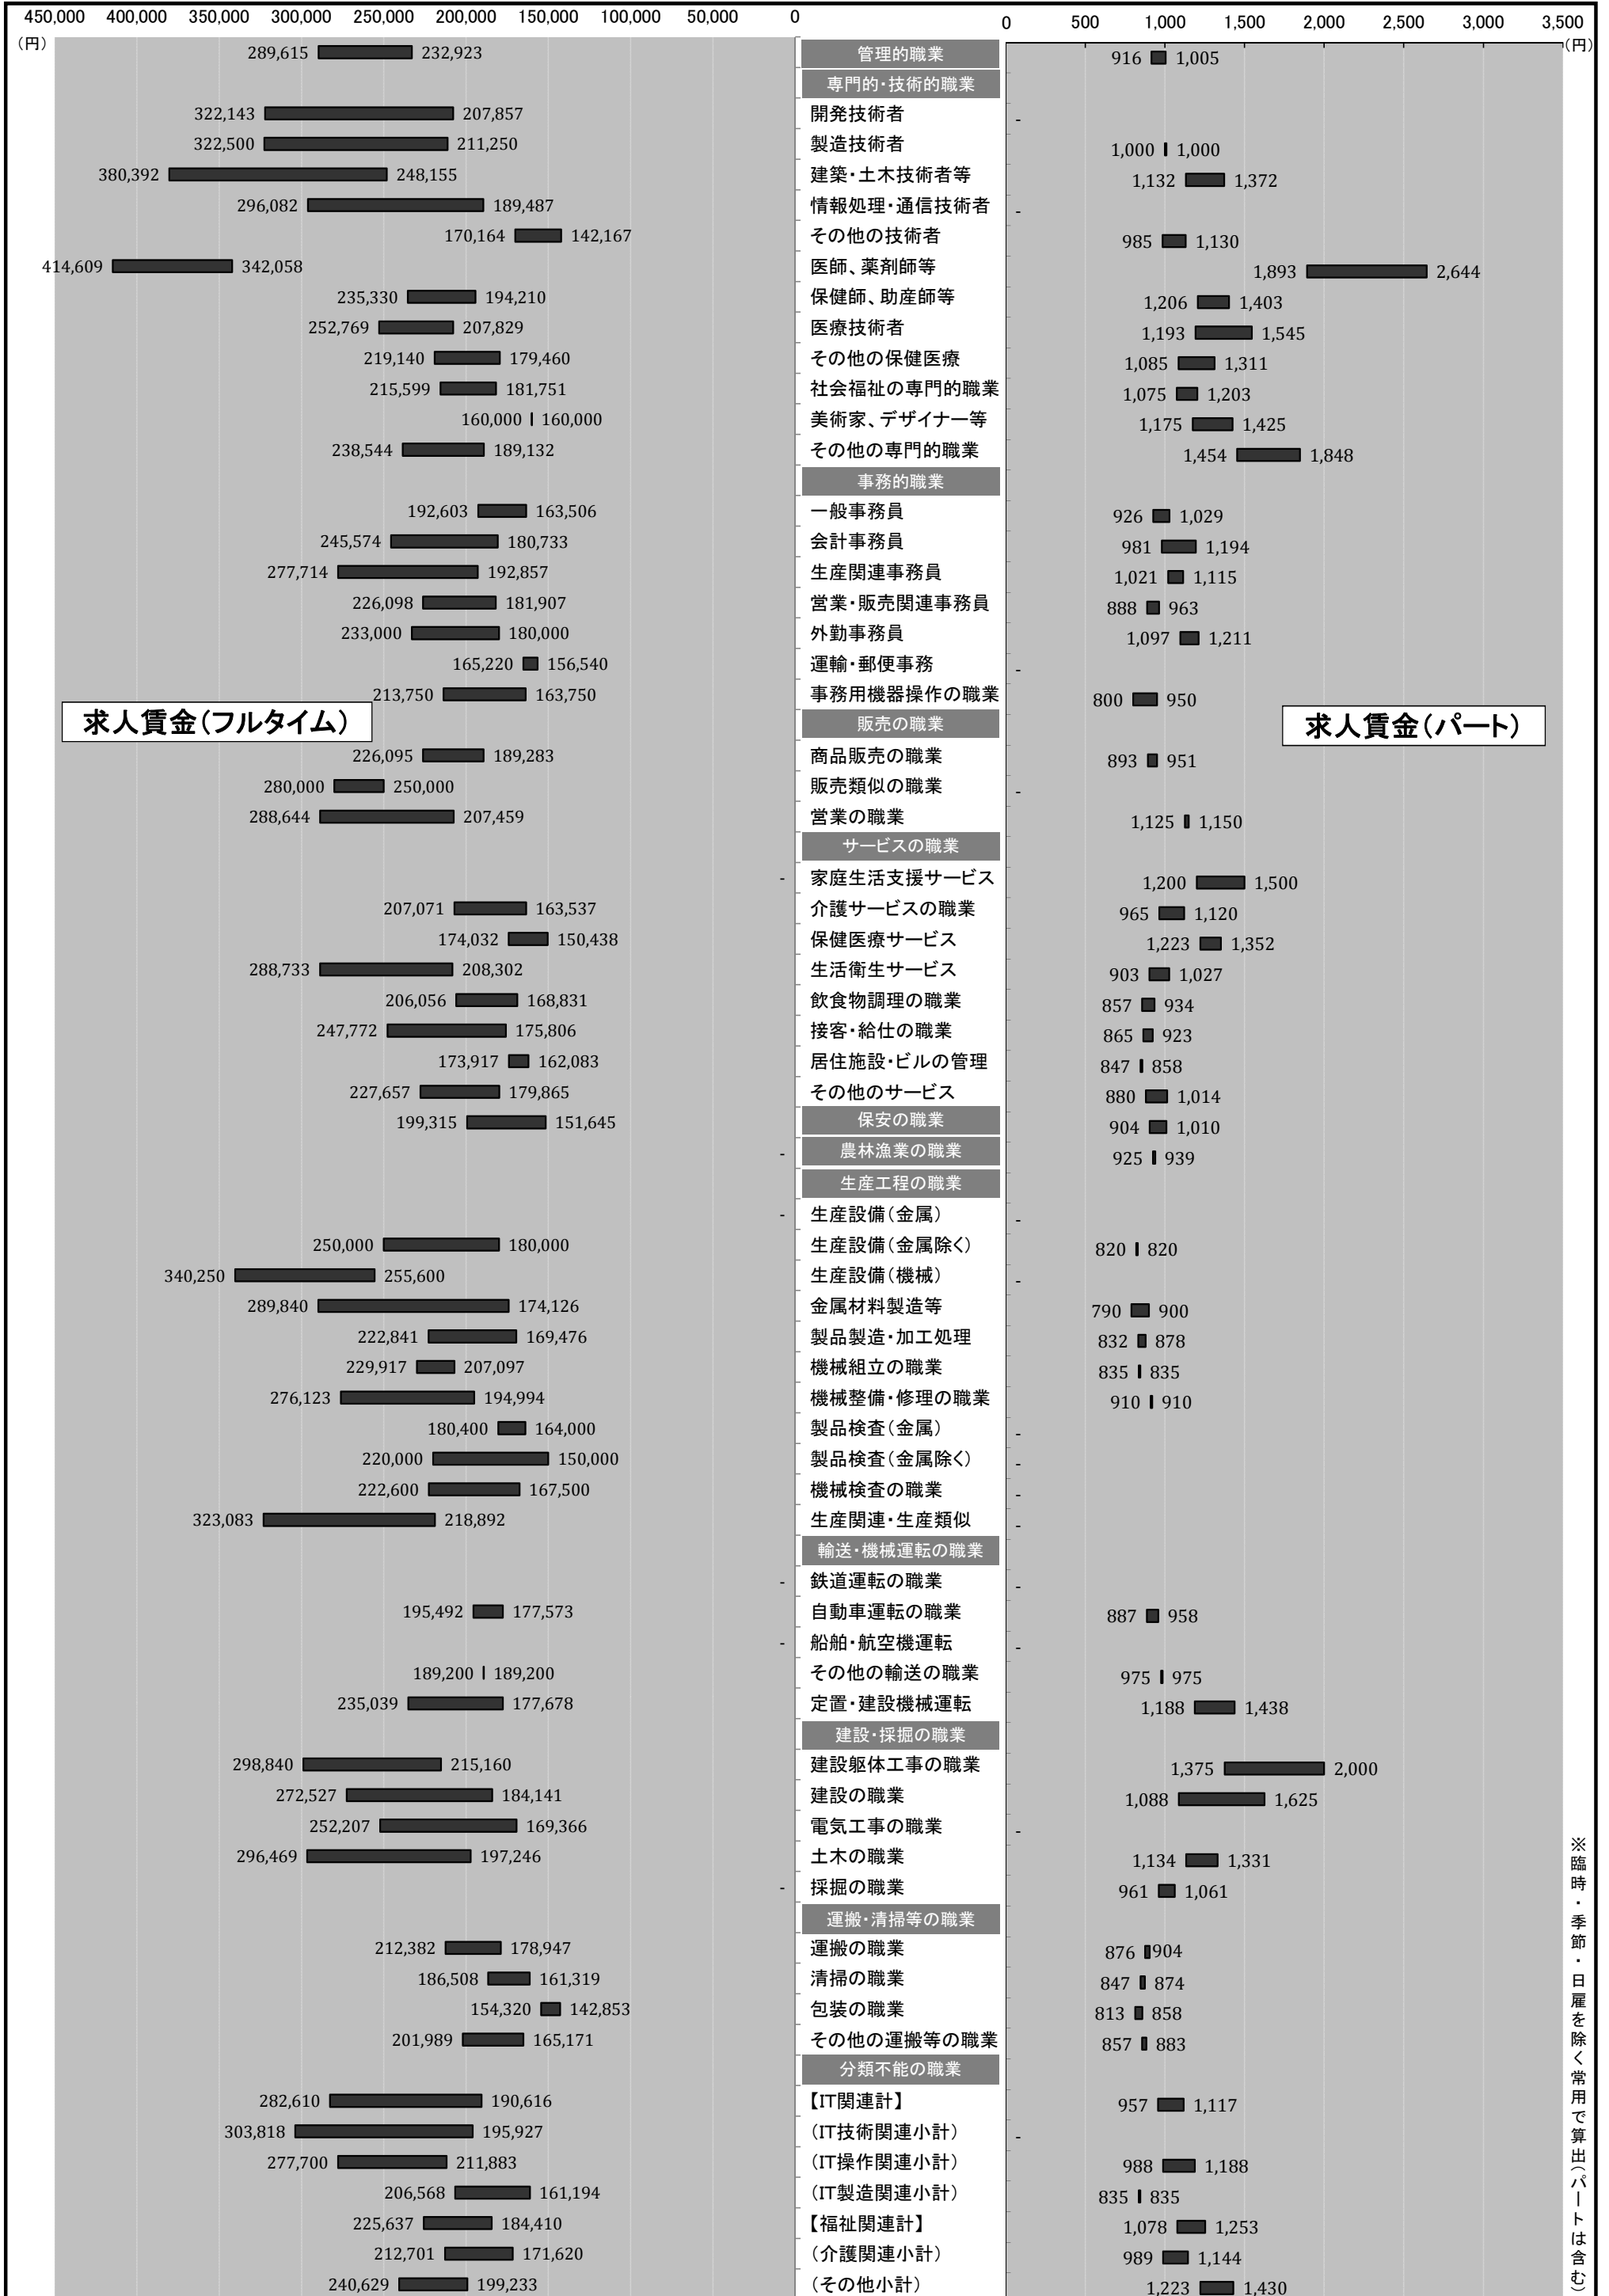 450,000 400,000 350,000 300,000 250,000 200,000 150,000 100,000 50,000 0 0 500 1,000 1,500 2,000 2,500 3,000 3,500
(円) (円)
289,615 232,923 管理的職業 916 1,005
専門的・技術的職業
322,143 207,857 開発技術者 -
322,500 211,250 製造技術者 1,000 1,000
380,392 248,155 建築・土木技術者等 1,132 1,372
296,082 189,487 情報処理・通信技術者 -
170,164 142,167 その他の技術者 985 1,130
414,609 342,058 医師、薬剤師等 1,893 2,644
235,330 194,210 保健師、助産師等 1,206 1,403
252,769 207,829 医療技術者 1,193 1,545
219,140 179,460 その他の保健医療 1,085 1,311
215,599 181,751 社会福祉の専門的職業 1,075 1,203
160,000 160,000 美術家、デザイナー等 1,175 1,425
238,544 189,132 その他の専門的職業 1,454 1,848
事務的職業
192,603 163,506 一般事務員 926 1,029
245,574 180,733 会計事務員 981 1,194
277,714 192,857 生産関連事務員 1,021 1,115
226,098 181,907 営業・販売関連事務員 888 963
233,000 180,000 外勤事務員 1,097 1,211
165,220 156,540 運輸・郵便事務 -
213,750 163,750 事務用機器操作の職業 800 950
求人賃金(フルタイム) 販売の職業 求人賃金(パート)
226,095 189,283 商品販売の職業 893 951
280,000 250,000 販売類似の職業 -
288,644 207,459 営業の職業 1,125 1,150
サービスの職業
- 家庭生活支援サービス 1,200 1,500
207,071 163,537 介護サービスの職業 965 1,120
174,032 150,438 保健医療サービス 1,223 1,352
288,733 208,302 生活衛生サービス 903 1,027
206,056 168,831 飲食物調理の職業 857 934
247,772 175,806 接客・給仕の職業 865 923
173,917 162,083 居住施設・ビルの管理 847 858
227,657 179,865 その他のサービス 880 1,014
199,315 151,645 保安の職業 904 1,010
- 農林漁業の職業 925 939
生産工程の職業
- 生産設備(金属) -
250,000 180,000 生産設備(金属除く) 820 820
340,250 255,600 生産設備(機械) -
289,840 174,126 金属材料製造等 790 900
222,841 169,476 製品製造・加工処理 832 878
229,917 207,097 機械組立の職業 835 835
276,123 194,994 機械整備・修理の職業 910 910
180,400 164,000 製品検査(金属) -
220,000 150,000 製品検査(金属除く) -
222,600 167,500 機械検査の職業 -
323,083 218,892 生産関連・生産類似 -
輸送・機械運転の職業
- 鉄道運転の職業 -
195,492 177,573 自動車運転の職業 887 958
- 船舶・航空機運転 -
189,200 189,200 その他の輸送の職業 975 975
235,039 177,678 定置・建設機械運転 1,188 1,438
建設・採掘の職業
298,840 215,160 建設躯体工事の職業 1,375 2,000
272,527 184,141 建設の職業 1,088 1,625
252,207 169,366 電気工事の職業 -
296,469 197,246 土木の職業 1,134 1,331
- 採掘の職業 961 1,061
運搬・清掃等の職業
212,382 178,947 運搬の職業 876 904
186,508 161,319 清掃の職業 847 874
154,320 142,853 包装の職業 813 858
201,989 165,171 その他の運搬等の職業 857 883
分類不能の職業
282,610 190,616 【IT関連計】 957 1,117
303,818 195,927 (IT技術関連小計) -
277,700 211,883 (IT操作関連小計) 988 1,188
206,568 161,194 (IT製造関連小計) 835 835
225,637 184,410 【福祉関連計】 1,078 1,253
212,701 171,620 (介護関連小計) 989 1,144
240,629 199,233 (その他小計) 1,223 1,430
※臨時・季節・日雇を除く常用で算出(パートは含む)